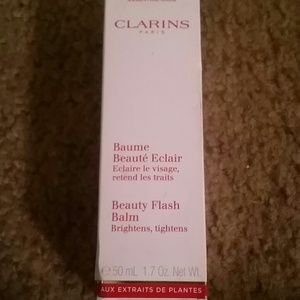 CLARINS
PARIS
Baume
Beauté Eclair
Eclaire le visage,
retend les traits
Beauty Flash
Balm
Brightens, tightens
e 50 mL 1.7 Oz. Net Wt.
AUX EXTRAITS DE PLANTES